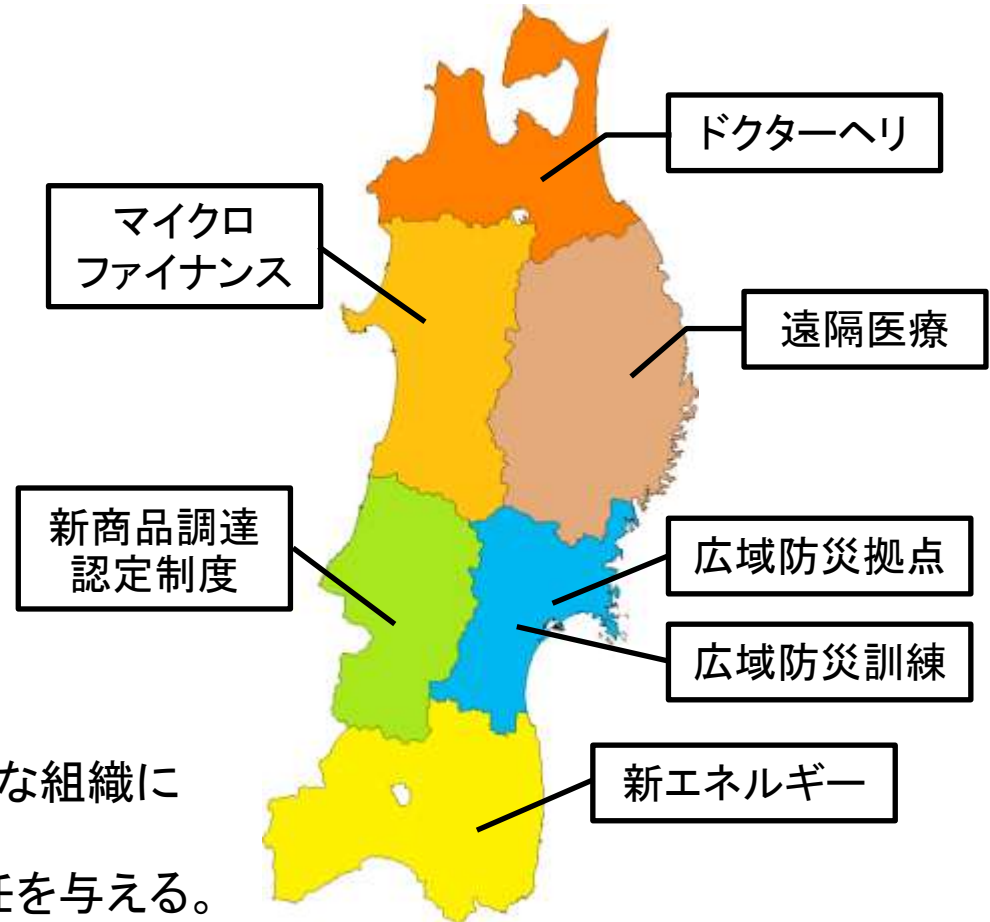 ドクターヘリ
マイクロ
ファイナンス
遠隔医療
新商品調達
認定制度
広域防災拠点
広域防災訓練
新エネルギー
な組織に
任を与える。